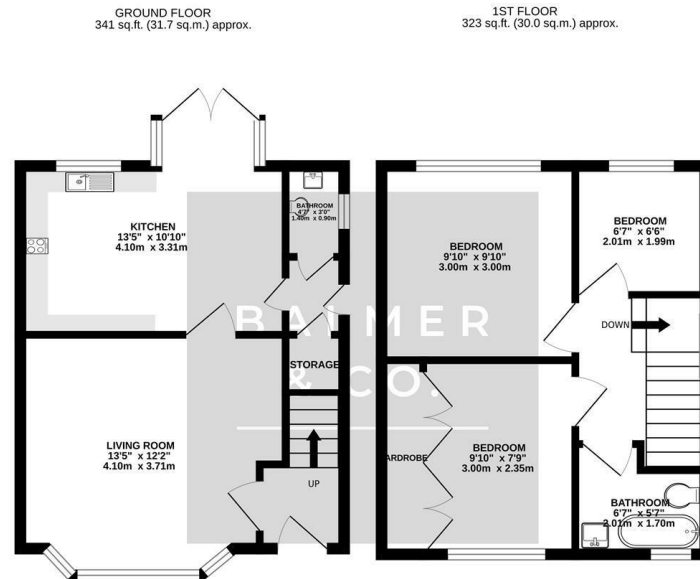 GROUND FLOOR
341 sq.ft. (31.7 sq.m.) approx.
KITCHEN
13'5" x 10'10"
4.10m x 3.31m
BATHROOM
4'7" x 3'0"
1.40m x 0.90m
STORAGE
LIVING ROOM
13'5" x 12'2"
4.10m x 3.71m
UP
1ST FLOOR
323 sq.ft. (30.0 sq.m.) approx.
BEDROOM
9'10" x 9'10"
3.00m x 3.00m
BEDROOM
6'7" x 6'6"
2.01m x 1.99m
DOWN
ARDROBE
BEDROOM
9'10" x 7'9"
3.00m x 2.35m
BATHROOM
6'7" x 5'7"
2.01m x 1.70m
BALMER
& CO.